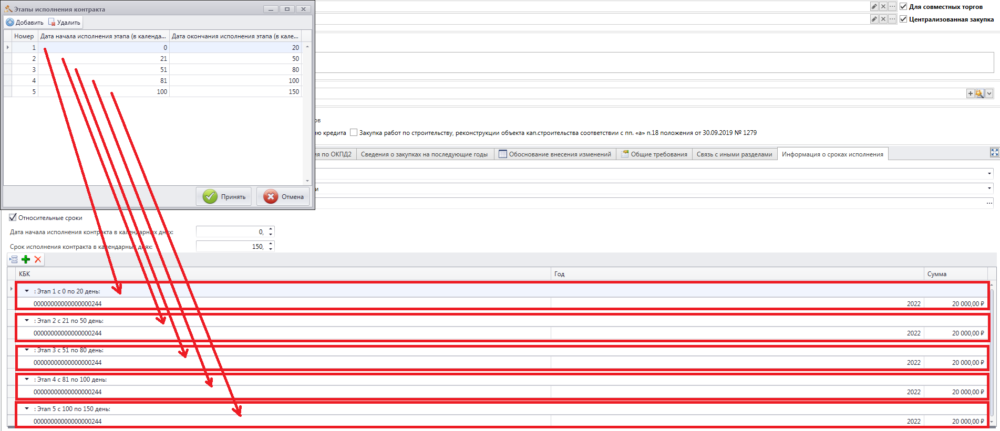 Этапы исполнения контракта
Добавить Удалить
Номер Дата начала исполнения этапа (в календа... Дата окончания исполнения этапа (в кале...
1 0 20
2 21 50
3 51 80
4 81 100
5 100 150
Принять Отмена
Для совместных торгов
Централизованная закупка
ов
ю кредита Закупка работ по строительству, реконструкции объекта кап.строительства соответствии с пп. «а» п.18 положения от 30.09.2019 № 1279
ия по ОКПД2 Сведения о закупках на последующие годы Обоснование внесения изменений Общие требования Связь с иными разделами Информация о сроках исполнения
и
Относительные сроки
Дата начала исполнения контракта в календарных днях: 0,
Срок исполнения контракта в календарных днях: 150,
КБК Год Сумма
: Этап 1 с 0 по 20 день:
00000000000000000244 2022 20 000,00 ₽
: Этап 2 с 21 по 50 день:
00000000000000000244 2022 20 000,00 ₽
: Этап 3 с 51 по 80 день:
00000000000000000244 2022 20 000,00 ₽
: Этап 4 с 81 по 100 день:
00000000000000000244 2022 20 000,00 ₽
: Этап 5 с 100 по 150 день:
00000000000000000244 2022 20 000,00 ₽